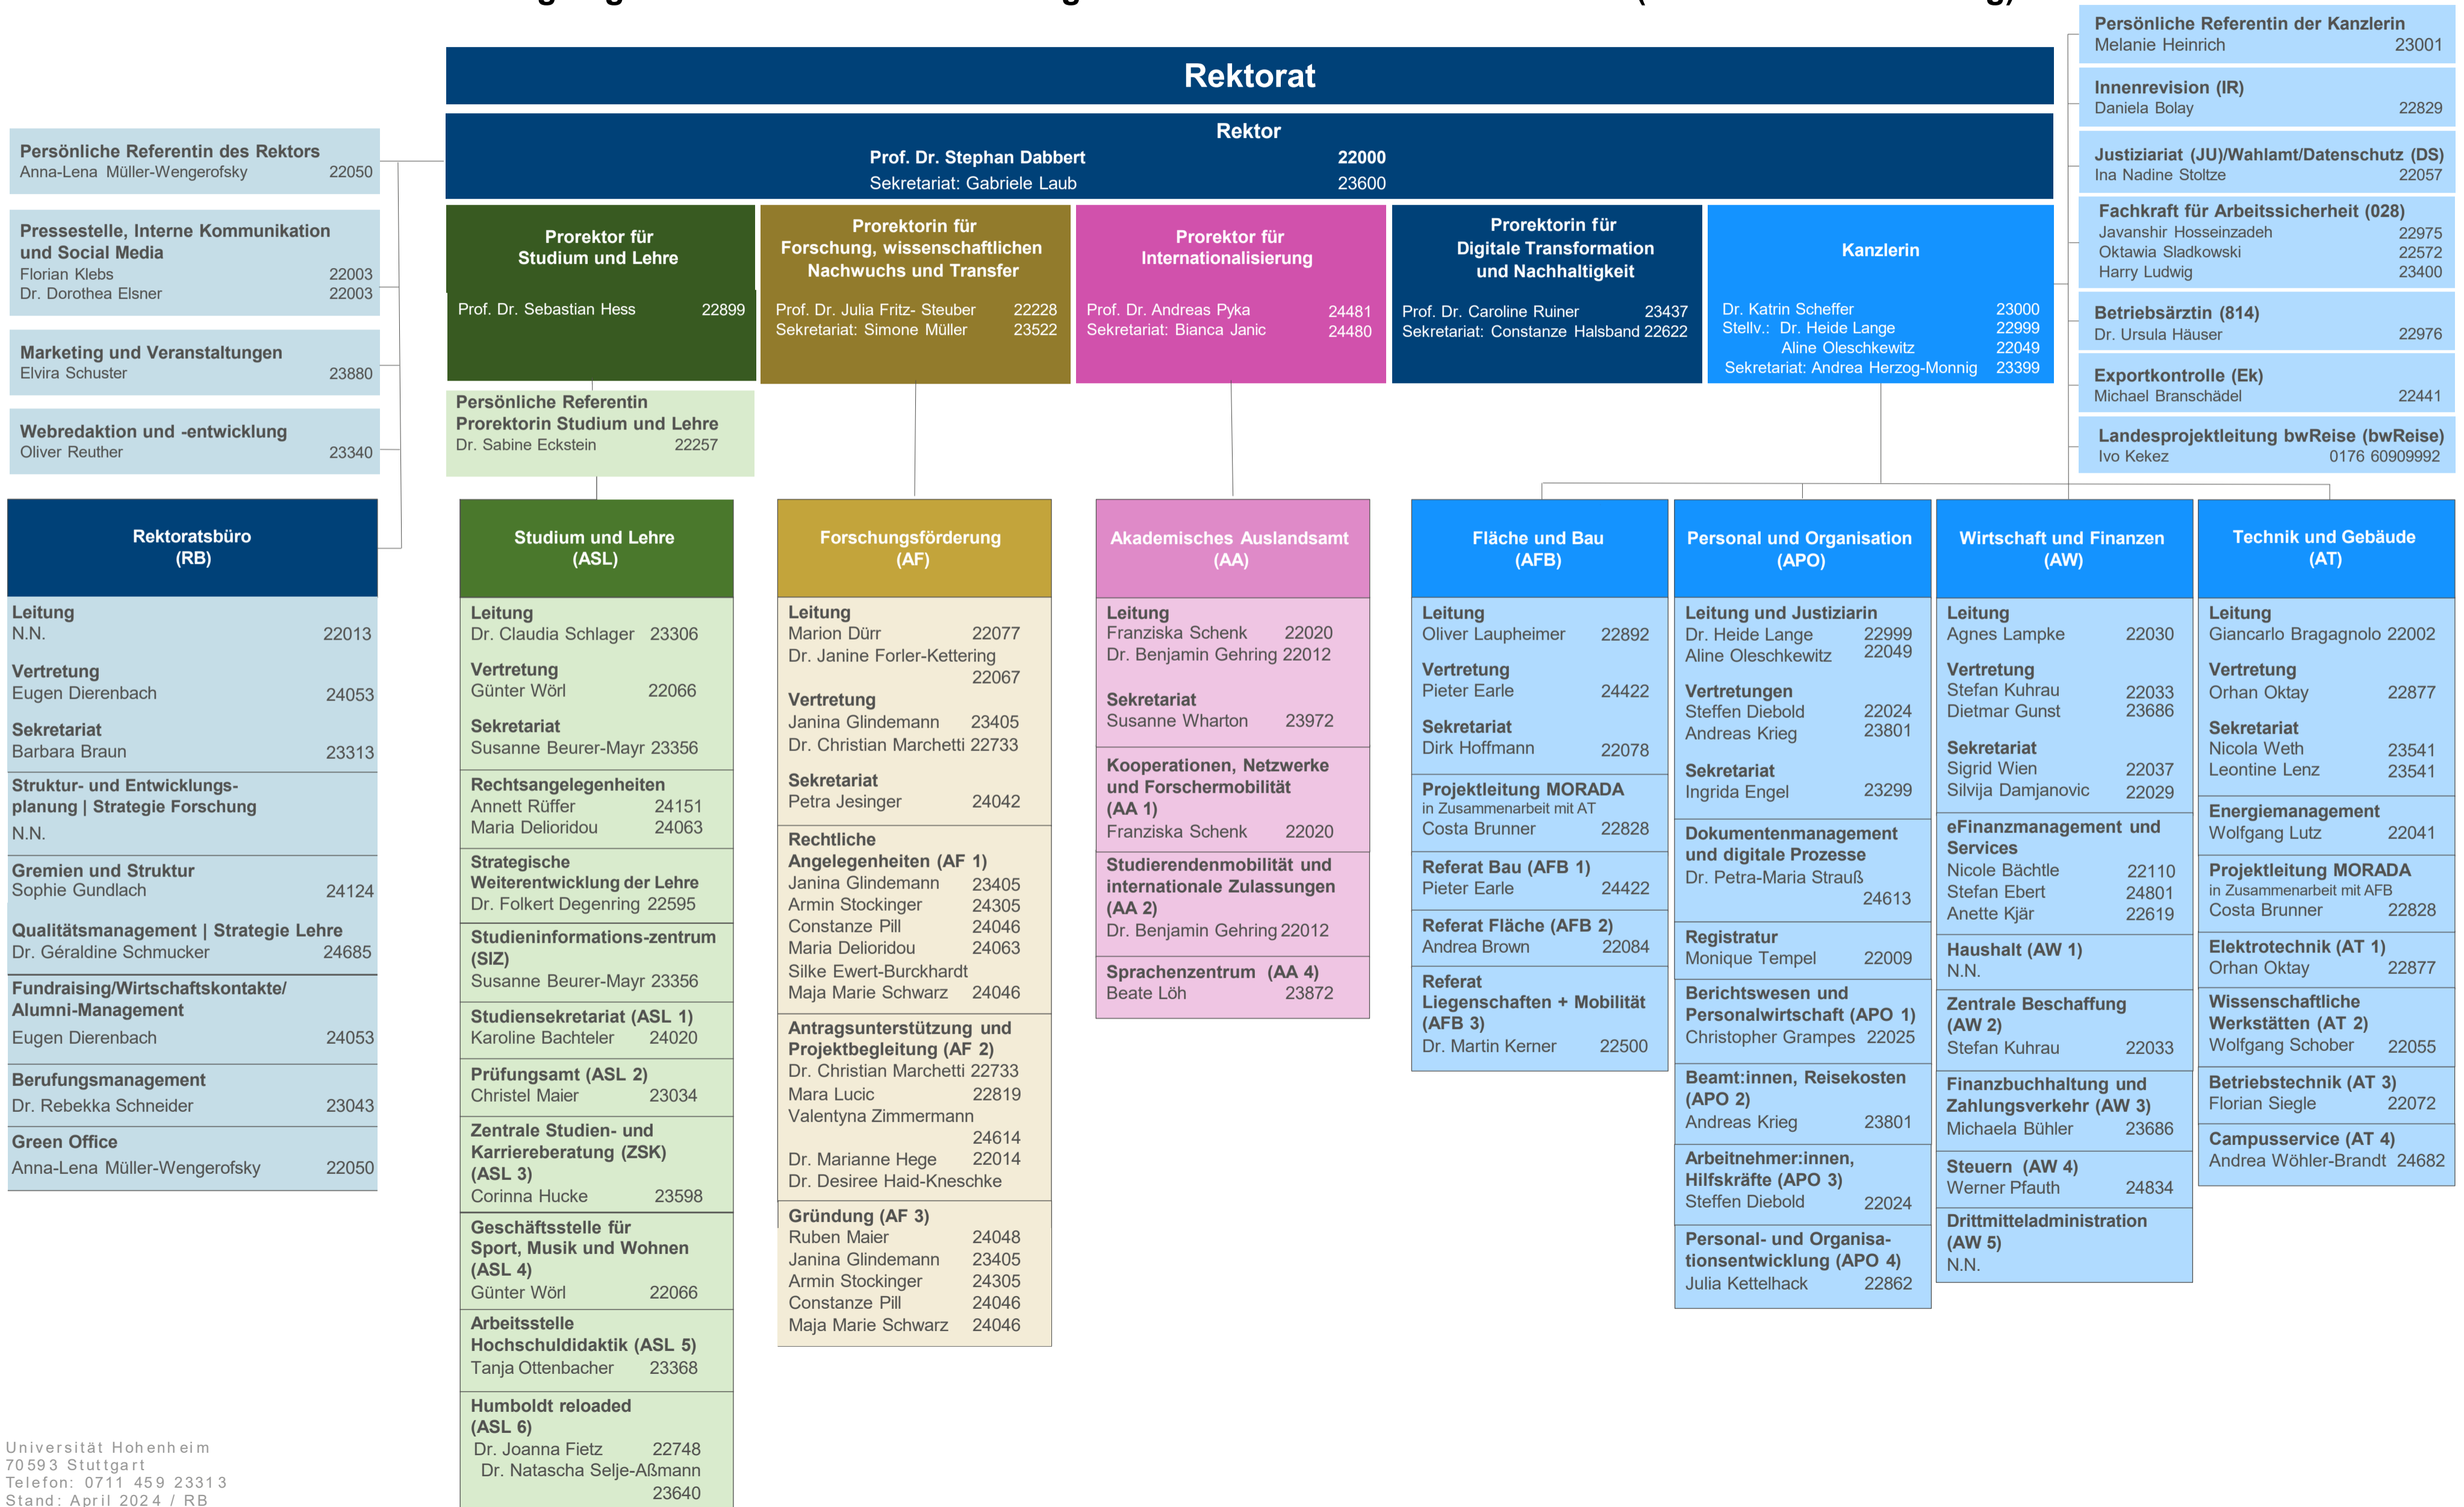 Rektorat
Rektor
Prof. Dr. Stephan Dabbert 22000
Sekretariat: Gabriele Laub 23600
Persönliche Referentin des Rektors
Anna-Lena Müller-Wengerofsky 22050
Pressestelle, Interne Kommunikation
und Social Media
Florian Klebs 22003
Dr. Dorothea Elsner 22003
Marketing und Veranstaltungen
Elvira Schuster 23880
Webredaktion und -entwicklung
Oliver Reuther 23340
Prorektor für
Studium und Lehre
Prof. Dr. Sebastian Hess 22899
Persönliche Referentin
Prorektorin Studium und Lehre
Dr. Sabine Eckstein 22257
Prorektorin für
Forschung, wissenschaftlichen
Nachwuchs und Transfer
Prof. Dr. Julia Fritz- Steuber 22228
Sekretariat: Simone Müller 23522
Prorektor für
Internationalisierung
Prof. Dr. Andreas Pyka 24481
Sekretariat: Bianca Janic 24480
Prorektorin für
Digitale Transformation
und Nachhaltigkeit
Prof. Dr. Caroline Ruiner 23437
Sekretariat: Constanze Halsband 22622
Kanzlerin
Dr. Katrin Scheffer 23000
Stellv.: Dr. Heide Lange 22999
Aline Oleschkewitz 22049
Sekretariat: Andrea Herzog-Monnig 23399
Persönliche Referentin der Kanzlerin
Melanie Heinrich 23001
Innenrevision (IR)
Daniela Bolay 22829
Justiziariat (JU)/Wahlamt/Datenschutz (DS)
Ina Nadine Stoltze 22057
Fachkraft für Arbeitssicherheit (028)
Javanshir Hosseinzadeh 22975
Oktawia Sladkowski 22572
Harry Ludwig 23400
Betriebsärztin (814)
Dr. Ursula Häuser 22976
Exportkontrolle (Ek)
Michael Branschädel 22441
Landesprojektleitung bwReise (bwReise)
Ivo Kekez 0176 60909992
Rektoratsbüro
(RB)
Leitung
N.N. 22013
Vertretung
Eugen Dierenbach 24053
Sekretariat
Barbara Braun 23313
Struktur- und Entwicklungs-
planung | Strategie Forschung
N.N.
Gremien und Struktur
Sophie Gundlach 24124
Qualitätsmanagement | Strategie Lehre
Dr. Géraldine Schmucker 24685
Fundraising/Wirtschaftskontakte/
Alumni-Management
Eugen Dierenbach 24053
Berufungsmanagement
Dr. Rebekka Schneider 23043
Green Office
Anna-Lena Müller-Wengerofsky 22050
Studium und Lehre
(ASL)
Leitung
Dr. Claudia Schlager 23306
Vertretung
Günter Wörl 22066
Sekretariat
Susanne Beurer-Mayr 23356
Rechtsangelegenheiten
Annett Rüffer 24151
Maria Delioridou 24063
Strategische
Weiterentwicklung der Lehre
Dr. Folkert Degenring 22595
Studieninformations-zentrum
(SIZ)
Susanne Beurer-Mayr 23356
Studiensekretariat (ASL 1)
Karoline Bachteler 24020
Prüfungsamt (ASL 2)
Christel Maier 23034
Zentrale Studien- und
Karriereberatung (ZSK)
(ASL 3)
Corinna Hucke 23598
Geschäftsstelle für
Sport, Musik und Wohnen
(ASL 4)
Günter Wörl 22066
Arbeitsstelle
Hochschuldidaktik (ASL 5)
Tanja Ottenbacher 23368
Humboldt reloaded
(ASL 6)
Dr. Joanna Fietz 22748
Dr. Natascha Selje-Aßmann
23640
Forschungsförderung
(AF)
Leitung
Marion Dürr 22077
Dr. Janine Forler-Kettering
22067
Vertretung
Janina Glindemann 23405
Dr. Christian Marchetti 22733
Sekretariat
Petra Jesinger 24042
Rechtliche
Angelegenheiten (AF 1)
Janina Glindemann 23405
Armin Stockinger 24305
Constanze Pill 24046
Maria Delioridou 24063
Silke Ewert-Burckhardt
Maja Marie Schwarz 24046
Antragsunterstützung und
Projektbegleitung (AF 2)
Dr. Christian Marchetti 22733
Mara Lucic 22819
Valentyna Zimmermann
24614
Dr. Marianne Hege 22014
Dr. Desiree Haid-Kneschke
Gründung (AF 3)
Ruben Maier 24048
Janina Glindemann 23405
Armin Stockinger 24305
Constanze Pill 24046
Maja Marie Schwarz 24046
Akademisches Auslandsamt
(AA)
Leitung
Franziska Schenk 22020
Dr. Benjamin Gehring 22012
Sekretariat
Susanne Wharton 23972
Kooperationen, Netzwerke
und Forschermobilität
(AA 1)
Franziska Schenk 22020
Studierendenmobilität und
internationale Zulassungen
(AA 2)
Dr. Benjamin Gehring 22012
Sprachenzentrum (AA 4)
Beate Löh 23872
Fläche und Bau
(AFB)
Leitung
Oliver Laupheimer 22892
Vertretung
Pieter Earle 24422
Sekretariat
Dirk Hoffmann 22078
Projektleitung MORADA
in Zusammenarbeit mit AT
Costa Brunner 22828
Referat Bau (AFB 1)
Pieter Earle 24422
Referat Fläche (AFB 2)
Andrea Brown 22084
Referat
Liegenschaften + Mobilität
(AFB 3)
Dr. Martin Kerner 22500
Personal und Organisation
(APO)
Leitung und Justiziarin
Dr. Heide Lange 22999
Aline Oleschkewitz 22049
Vertretungen
Steffen Diebold 22024
Andreas Krieg 23801
Sekretariat
Ingrida Engel 23299
Dokumentenmanagement
und digitale Prozesse
Dr. Petra-Maria Strauß
24613
Registratur
Monique Tempel 22009
Berichtswesen und
Personalwirtschaft (APO 1)
Christopher Grampes 22025
Beamt:innen, Reisekosten
(APO 2)
Andreas Krieg 23801
Arbeitnehmer:innen,
Hilfskräfte (APO 3)
Steffen Diebold 22024
Personal- und Organisa-
tionsentwicklung (APO 4)
Julia Kettelhack 22862
Wirtschaft und Finanzen
(AW)
Leitung
Agnes Lampke 22030
Vertretung
Stefan Kuhrau 22033
Dietmar Gunst 23686
Sekretariat
Sigrid Wien 22037
Silvija Damjanovic 22029
eFinanzmanagement und
Services
Nicole Bächtle 22110
Stefan Ebert 24801
Anette Kjär 22619
Haushalt (AW 1)
N.N.
Zentrale Beschaffung
(AW 2)
Stefan Kuhrau 22033
Finanzbuchhaltung und
Zahlungsverkehr (AW 3)
Michaela Bühler 23686
Steuern (AW 4)
Werner Pfauth 24834
Drittmitteladministration
(AW 5)
N.N.
Technik und Gebäude
(AT)
Leitung
Giancarlo Bragagnolo 22002
Vertretung
Orhan Oktay 22877
Sekretariat
Nicola Weth 23541
Leontine Lenz 23541
Energiemanagement
Wolfgang Lutz 22041
Projektleitung MORADA
in Zusammenarbeit mit AFB
Costa Brunner 22828
Elektrotechnik (AT 1)
Orhan Oktay 22877
Wissenschaftliche
Werkstätten (AT 2)
Wolfgang Schober 22055
Betriebstechnik (AT 3)
Florian Siegle 22072
Campusservice (AT 4)
Andrea Wöhler-Brandt 24682
Universität Hohenheim
70593 Stuttgart
Telefon: 0711 459 23313
Stand: April 2024 / RB